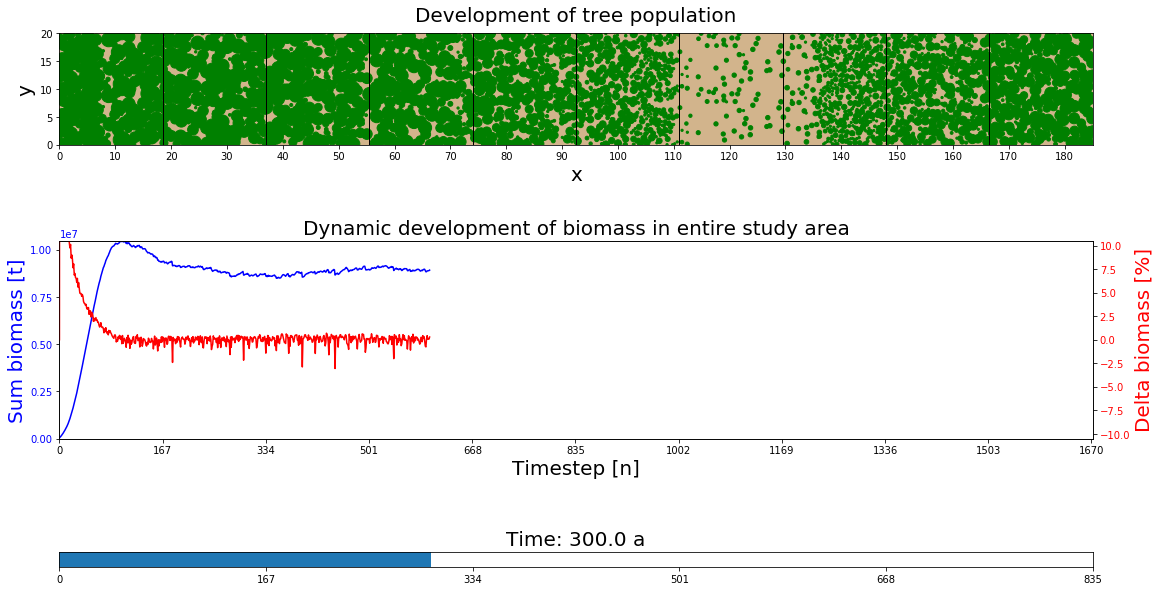 Development of tree population
y
20
15
10
5
0
0 10 20 30 40 50 60 70 80 90 100 110 120 130 140 150 160 170 180
x
Dynamic development of biomass in entire study area
1e7
Sum biomass [t]
1.00
0.75
0.50
0.25
0.00
10.0
7.5
5.0
2.5
0.0
−2.5
−5.0
−7.5
−10.0
Delta biomass [%]
0 167 334 501 668 835 1002 1169 1336 1503 1670
Timestep [n]
Time: 300.0 a
0 167 334 501 668 835